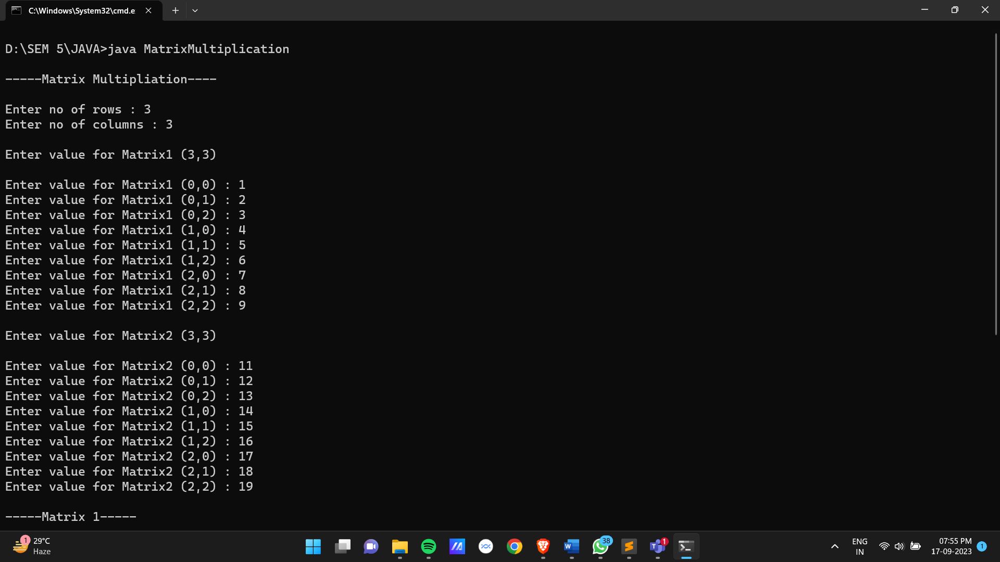 C:\Windows\System32\cmd.e
D:\SEM 5\JAVA>java MatrixMultiplication
-----Matrix Multipliation----
Enter no of rows : 3
Enter no of columns : 3
Enter value for Matrix1 (3,3)
Enter value for Matrix1 (0,0) : 1
Enter value for Matrix1 (0,1) : 2
Enter value for Matrix1 (0,2) : 3
Enter value for Matrix1 (1,0) : 4
Enter value for Matrix1 (1,1) : 5
Enter value for Matrix1 (1,2) : 6
Enter value for Matrix1 (2,0) : 7
Enter value for Matrix1 (2,1) : 8
Enter value for Matrix1 (2,2) : 9
Enter value for Matrix2 (3,3)
Enter value for Matrix2 (0,0) : 11
Enter value for Matrix2 (0,1) : 12
Enter value for Matrix2 (0,2) : 13
Enter value for Matrix2 (1,0) : 14
Enter value for Matrix2 (1,1) : 15
Enter value for Matrix2 (1,2) : 16
Enter value for Matrix2 (2,0) : 17
Enter value for Matrix2 (2,1) : 18
Enter value for Matrix2 (2,2) : 19
-----Matrix 1-----
1
29°C
Haze
W
38
T
1
ENG
IN
07:55 PM
17-09-2023
1